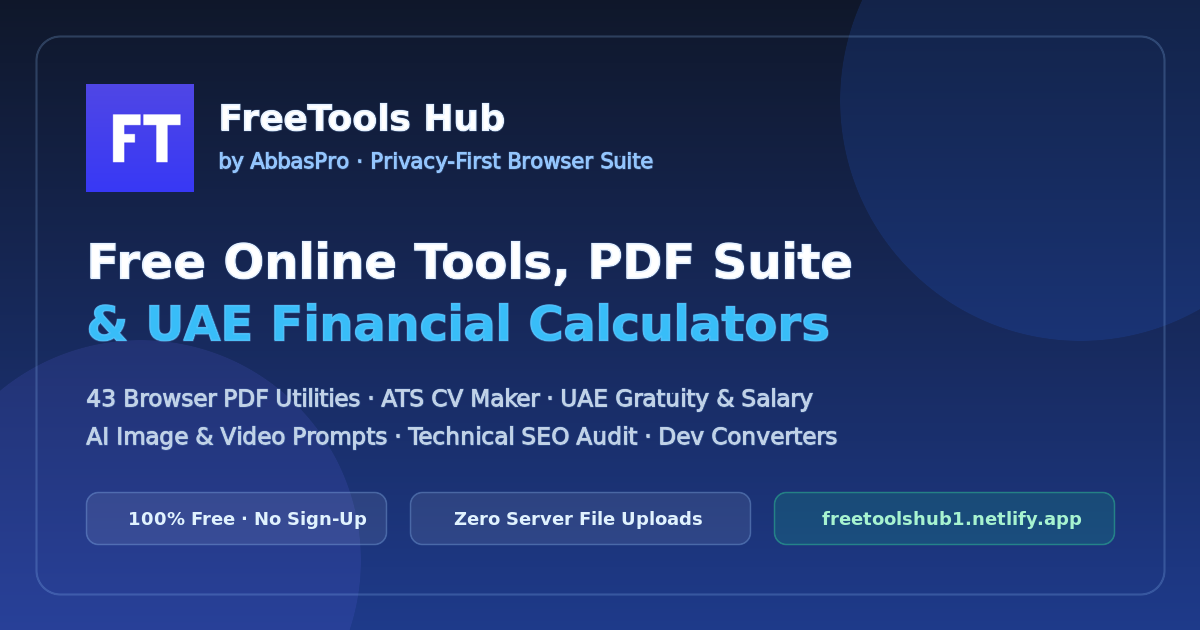 FT
FreeTools Hub
by AbbasPro · Privacy-First Browser Suite
Free Online Tools, PDF Suite
& UAE Financial Calculators
43 Browser PDF Utilities · ATS CV Maker · UAE Gratuity & Salary
AI Image & Video Prompts · Technical SEO Audit · Dev Converters
100% Free · No Sign-Up
Zero Server File Uploads
freetoolshub1.netlify.app